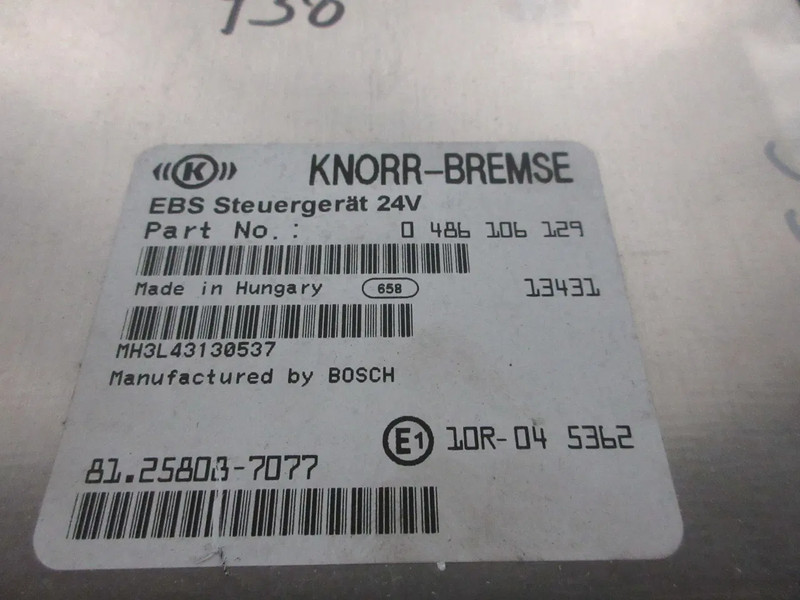 938
K KNORR-BREMSE
EBS Steuergerät 24V
Part No.: 0 486 106 129
Made in Hungary 658 13431
MH3L43130537
Manufactured by BOSCH
E1 10R-04 5362
81.25808-7077